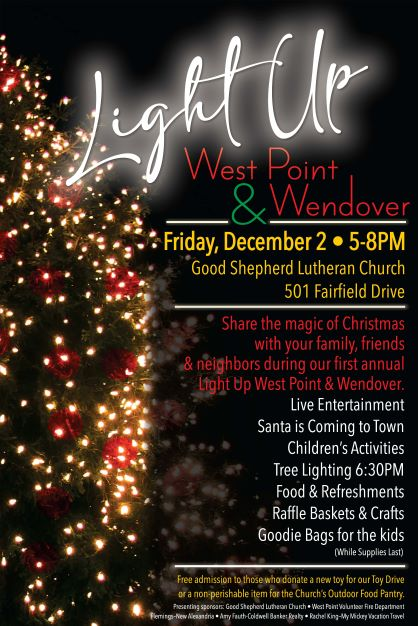 Light Up
West Point
& Wendover
Friday, December 2 • 5-8PM
Good Shepherd Lutheran Church
501 Fairfield Drive
Share the magic of Christmas
with your family, friends
& neighbors during our first annual
Light Up West Point & Wendover.
Live Entertainment
Santa is Coming to Town
Children's Activities
Tree Lighting 6:30PM
Food & Refreshments
Raffle Baskets & Crafts
Goodie Bags for the kids
(While Supplies Last)
Free admission to those who donate a new toy for our Toy Drive
or a non-perishable item for the Church's Outdoor Food Pantry.
Presenting sponsors: Good Shepherd Lutheran Church • West Point Volunteer Fire Department
Flemings-New Alexandria • Amy Fauth-Coldwell Banker Realty • Rachel King-My Mickey Vacation Travel